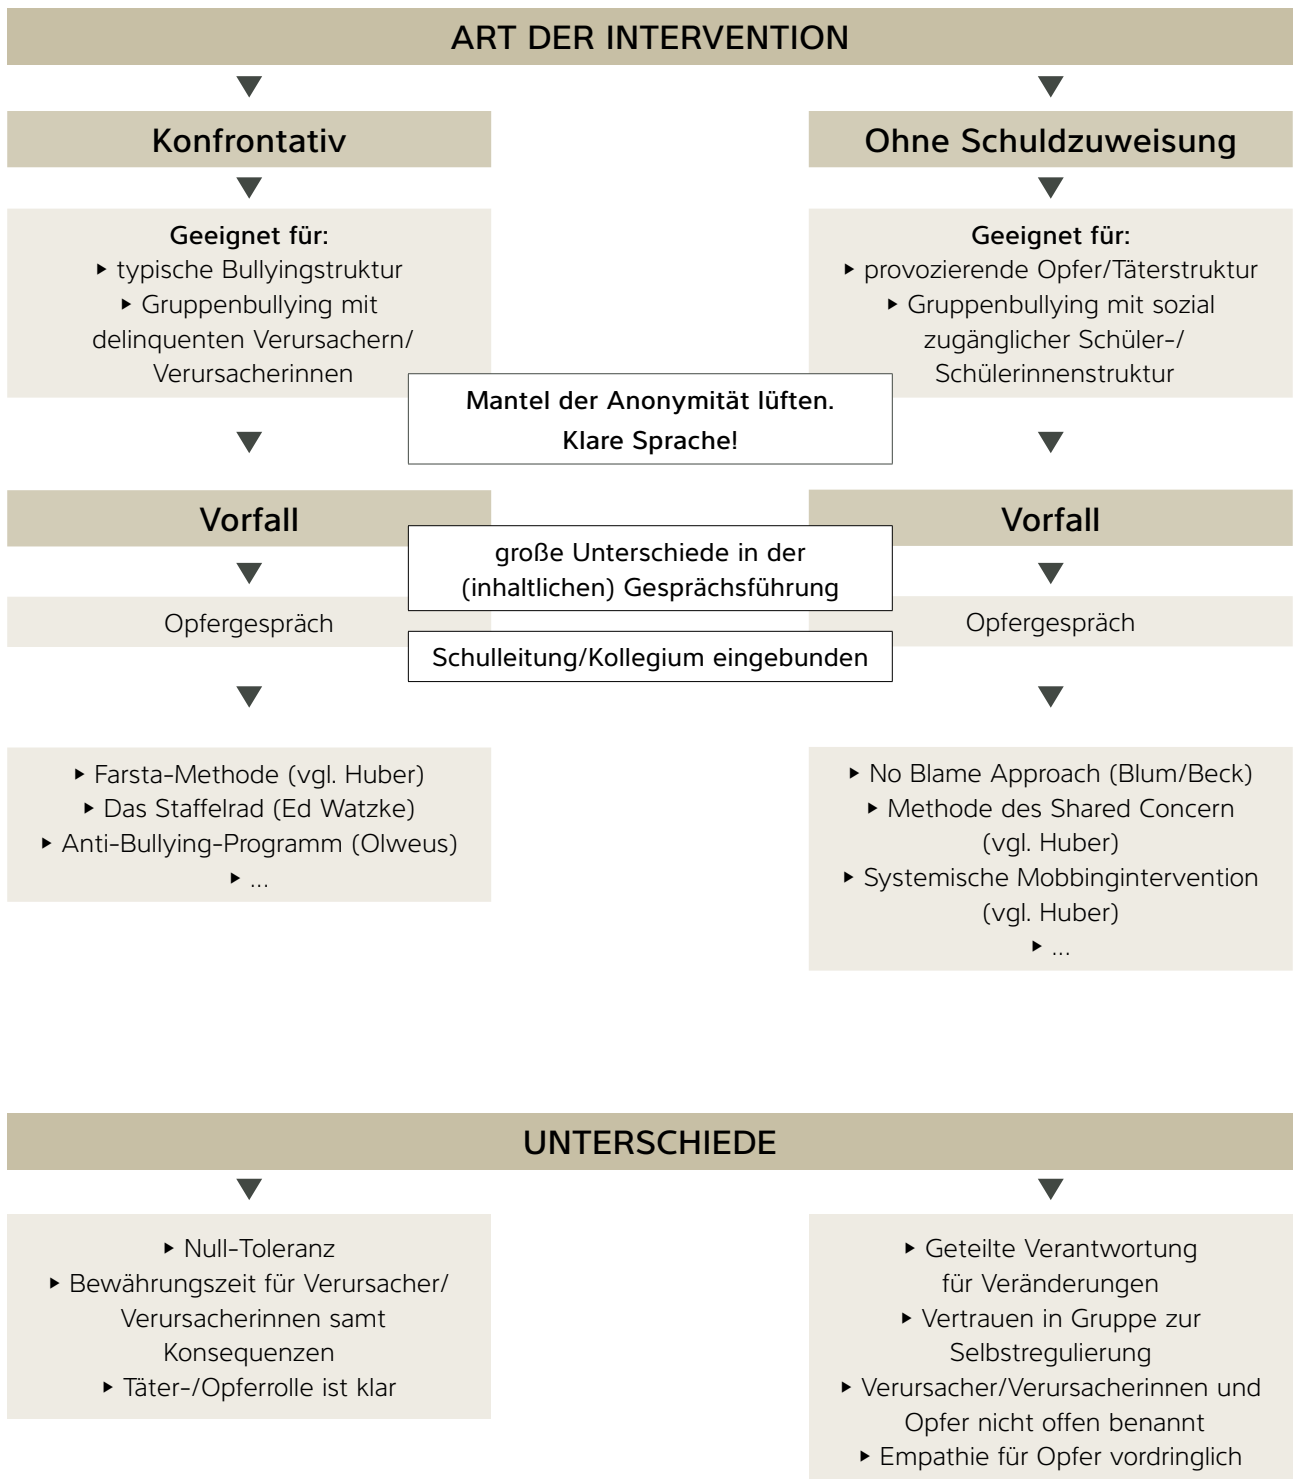 ART DER INTERVENTION
Konfrontativ
Geeignet für:
▸ typische Bullyingstruktur
▸ Gruppenbullying mit
delinquenten Verursachern/
Verursacherinnen
Ohne Schuldzuweisung
Geeignet für:
▸ provozierende Opfer/Täterstruktur
▸ Gruppenbullying mit sozial
zugänglicher Schüler-/
Schülerinnenstruktur
Mantel der Anonymität lüften.
Klare Sprache!
Vorfall
Vorfall
große Unterschiede in der
(inhaltlichen) Gesprächsführung
Opfergespräch
Opfergespräch
Schulleitung/Kollegium eingebunden
▸ Farsta-Methode (vgl. Huber)
▸ Das Staffelrad (Ed Watzke)
▸ Anti-Bullying-Programm (Olweus)
▸ ...
▸ No Blame Approach (Blum/Beck)
▸ Methode des Shared Concern
(vgl. Huber)
▸ Systemische Mobbingintervention
(vgl. Huber)
▸ ...
UNTERSCHIEDE
▸ Null-Toleranz
▸ Bewährungszeit für Verursacher/
Verursacherinnen samt
Konsequenzen
▸ Täter-/Opferrolle ist klar
▸ Geteilte Verantwortung
für Veränderungen
▸ Vertrauen in Gruppe zur
Selbstregulierung
▸ Verursacher/Verursacherinnen und
Opfer nicht offen benannt
▸ Empathie für Opfer vordringlich